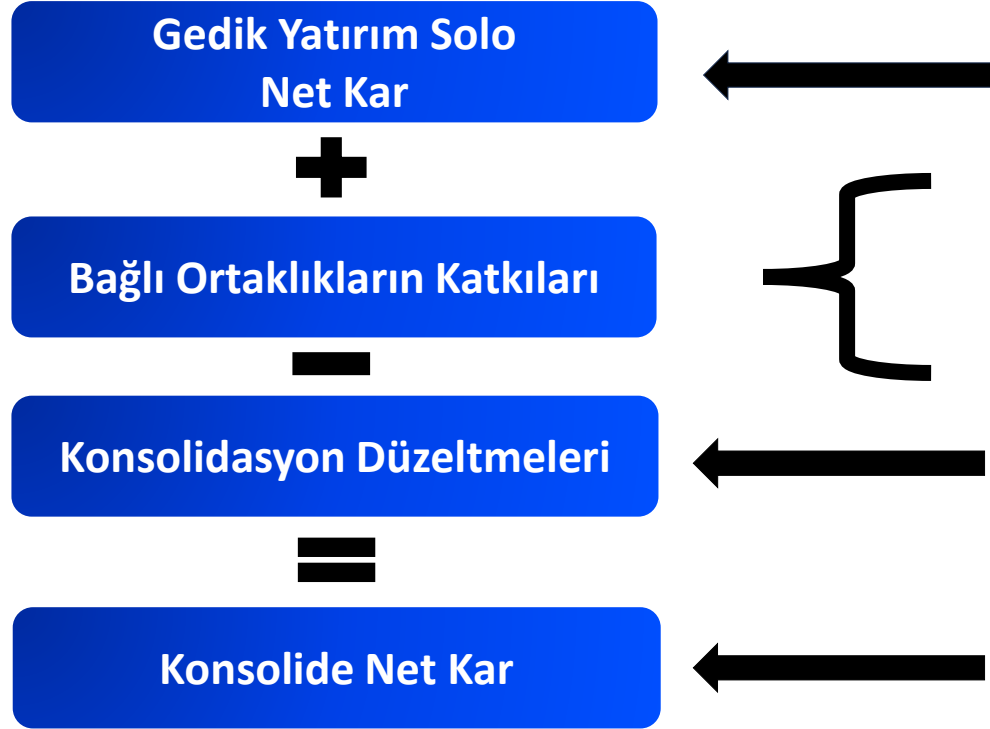 Gedik Yatırım Solo
Net Kar
Bağlı Ortaklıkların Katkıları
Konsolidasyon Düzeltmeleri
Konsolide Net Kar